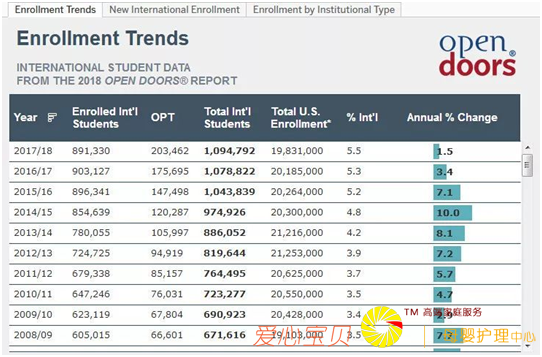 Enrollment Trends New International Enrollment Enrollment by Institutional Type
Enrollment Trends
INTERNATIONAL STUDENT DATA
FROM THE 2018 OPEN DOORS® REPORT
open
doors®
Year Enrolled Int'l Students OPT Total Int'l Students Total U.S. Enrollment* % Int'l Annual % Change
2017/18 891,330 203,462 1,094,792 19,831,000 5.5 1.5
2016/17 903,127 175,695 1,078,822 20,185,000 5.3 3.4
2015/16 896,341 147,498 1,043,839 20,264,000 5.2 7.1
2014/15 854,639 120,287 974,926 20,300,000 4.8 10.0
2013/14 780,055 105,997 886,052 21,216,000 4.2 8.1
2012/13 724,725 94,919 819,644 21,253,000 3.9 7.2
2011/12 679,338 85,157 764,495 20,625,000 3.7 5.7
2010/11 647,246 76,031 723,277 20,550,000 3.5 4.7
2009/10 623,119 67,804 690,923 20,428,000 3.4 2.9
2008/09 605,015 66,601 671,616 19,103,000 3.5
爱心宝贝
TM
家庭服务
母婴护理中心